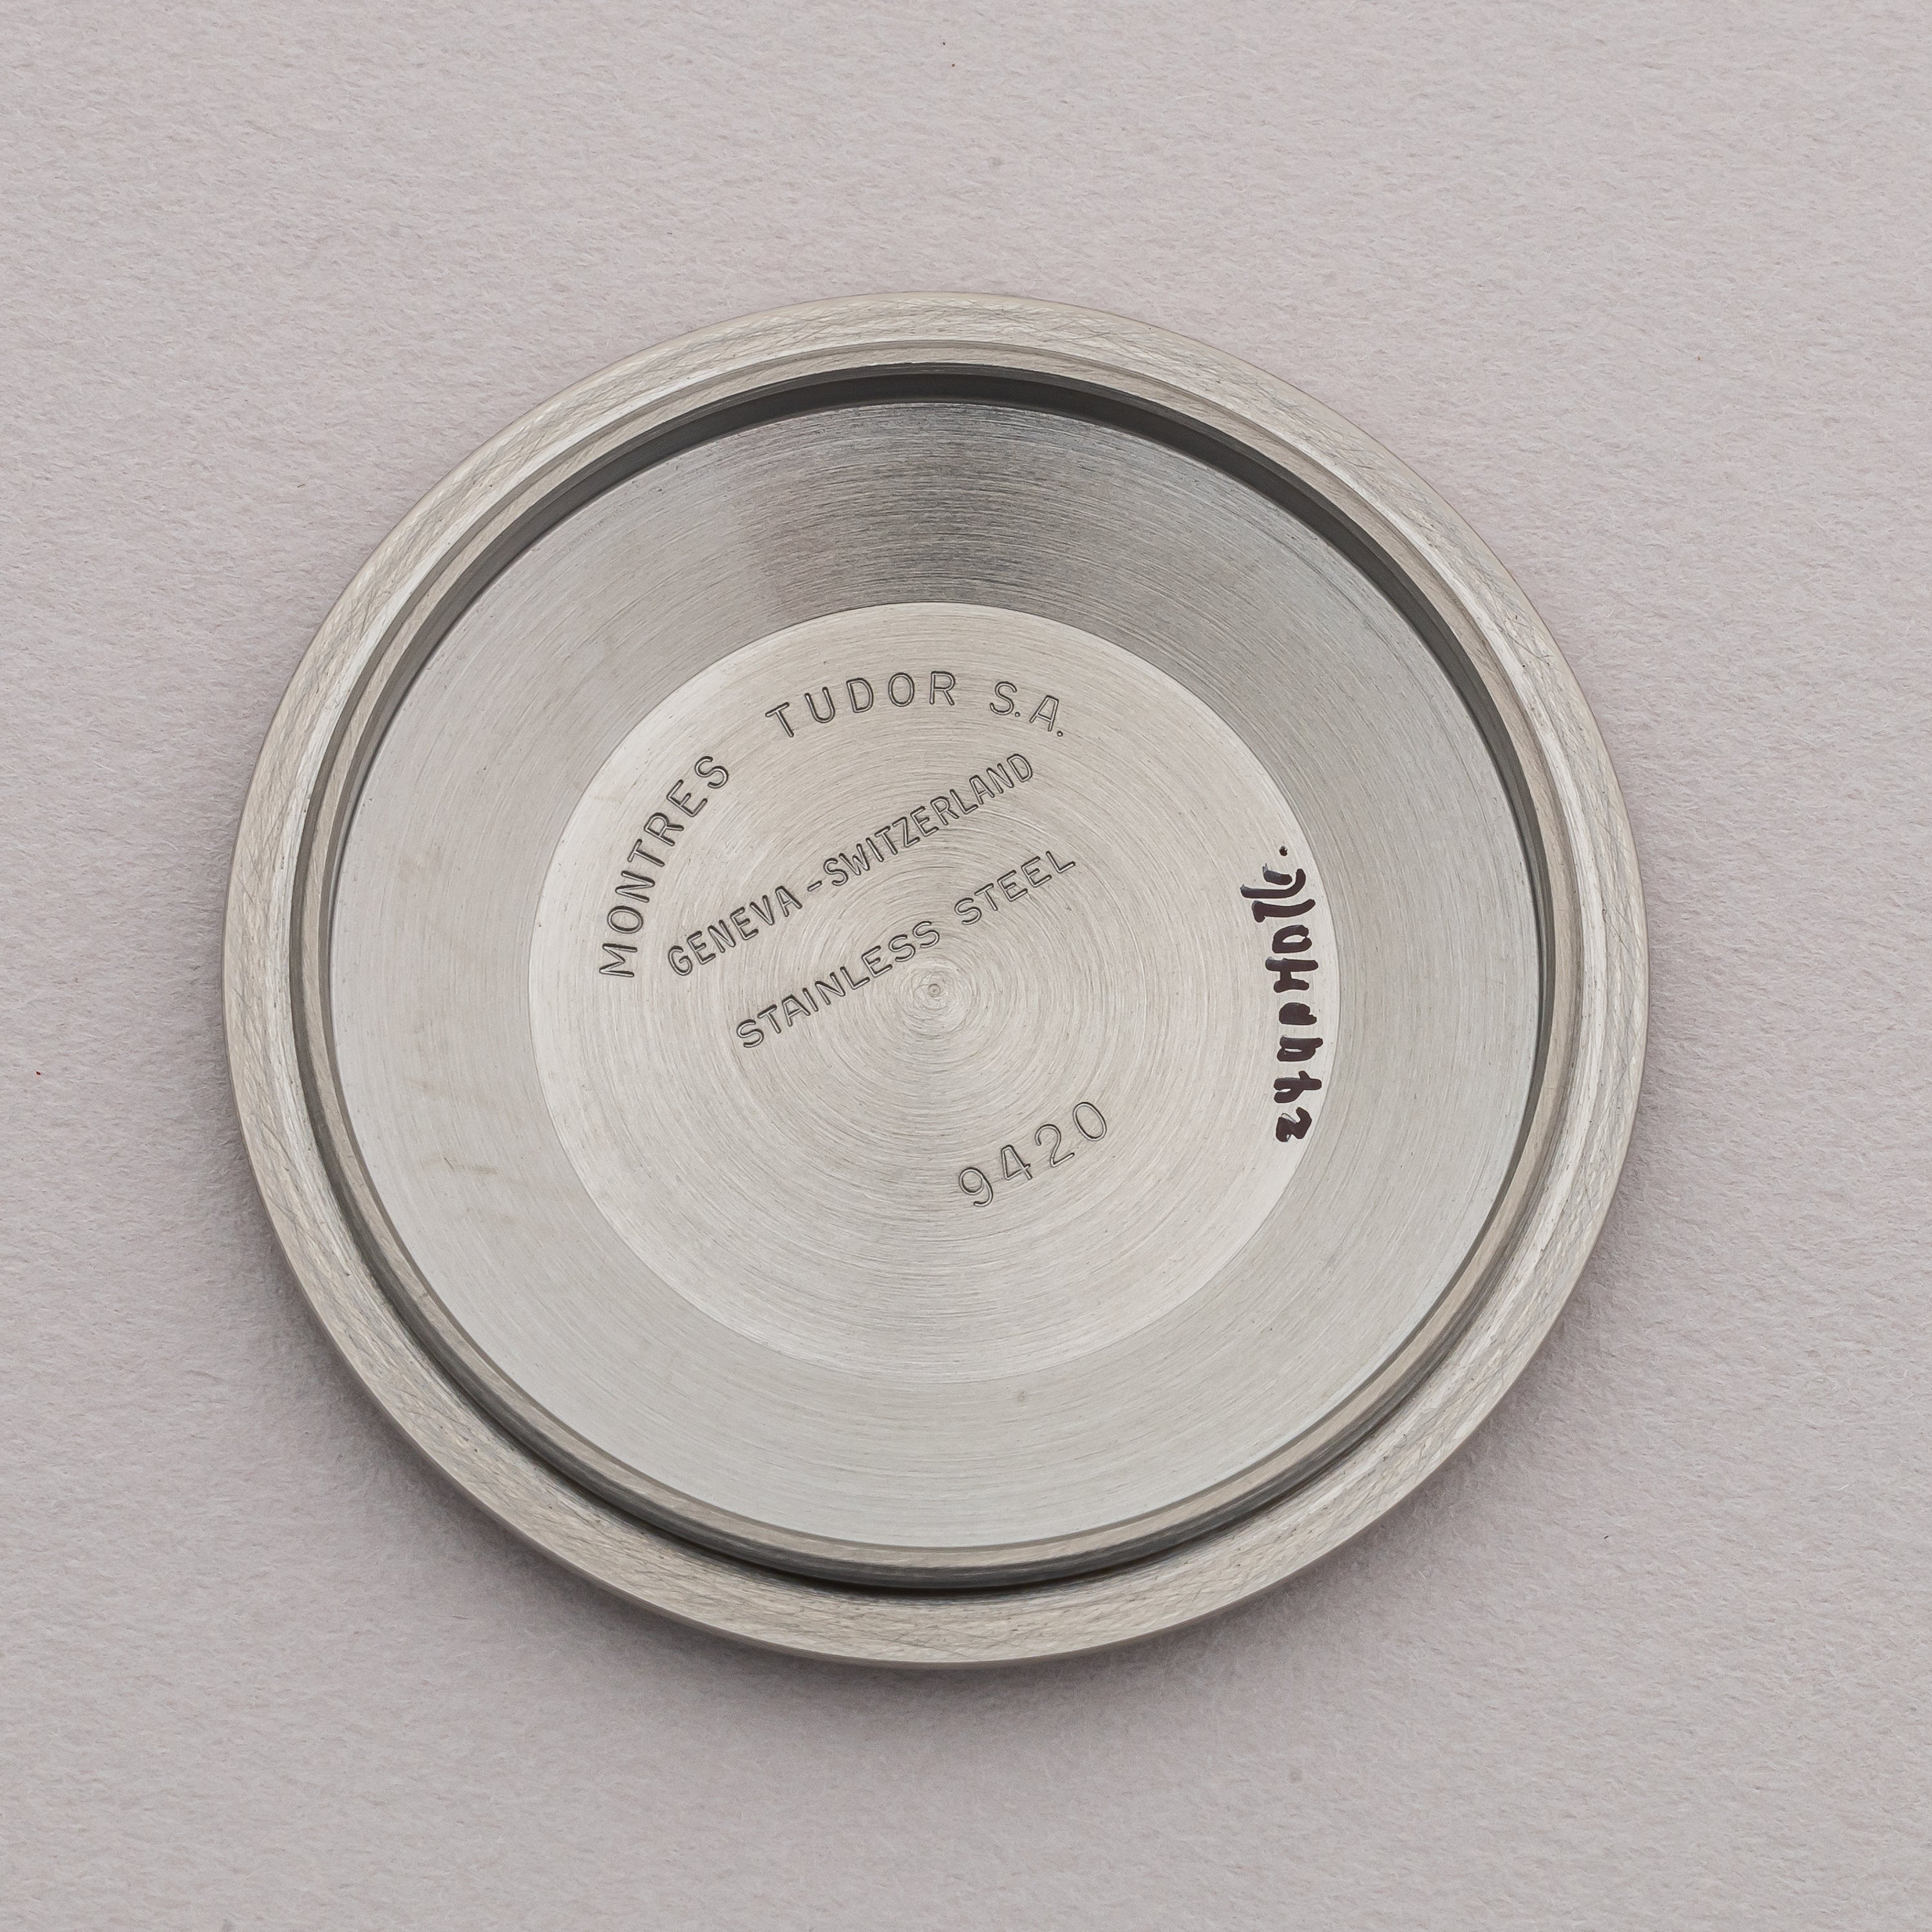 MONTRES TUDOR S.A.
GENEVA-SWITZERLAND
STAINLESS STEEL
9420